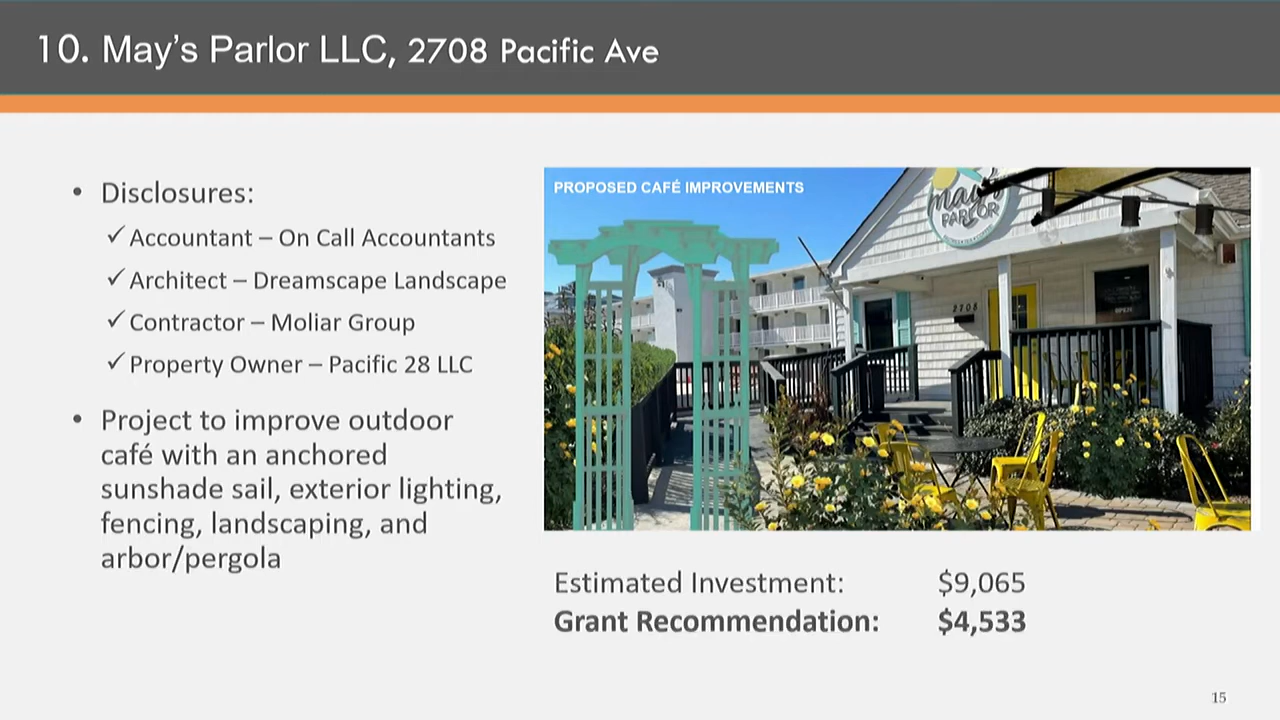 10. May's Parlor LLC, 2708 Pacific Ave
• Disclosures:
✓ Accountant – On Call Accountants
✓ Architect – Dreamscape Landscape
✓ Contractor – Moliar Group
✓ Property Owner – Pacific 28 LLC
• Project to improve outdoor
café with an anchored
sunshade sail, exterior lighting,
fencing, landscaping, and
arbor/pergola
PROPOSED CAFÉ IMPROVEMENTS
may's
PARLOR
2708
OPEN
Estimated Investment: $9,065
Grant Recommendation: $4,533
15